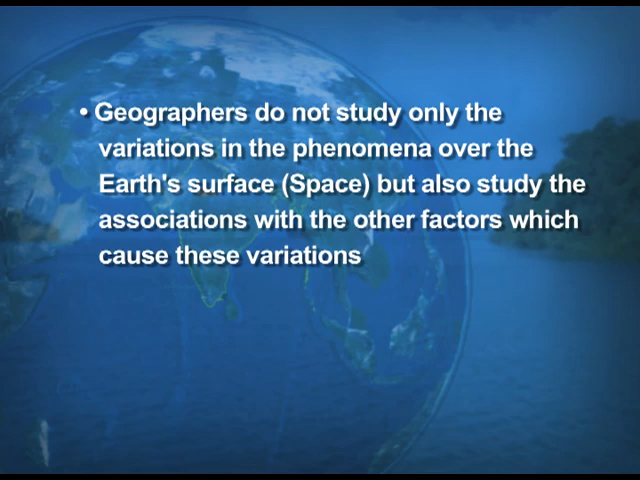 • Geographers do not study only the
variations in the phenomena over the
Earth's surface (Space) but also study the
associations with the other factors which
cause these variations